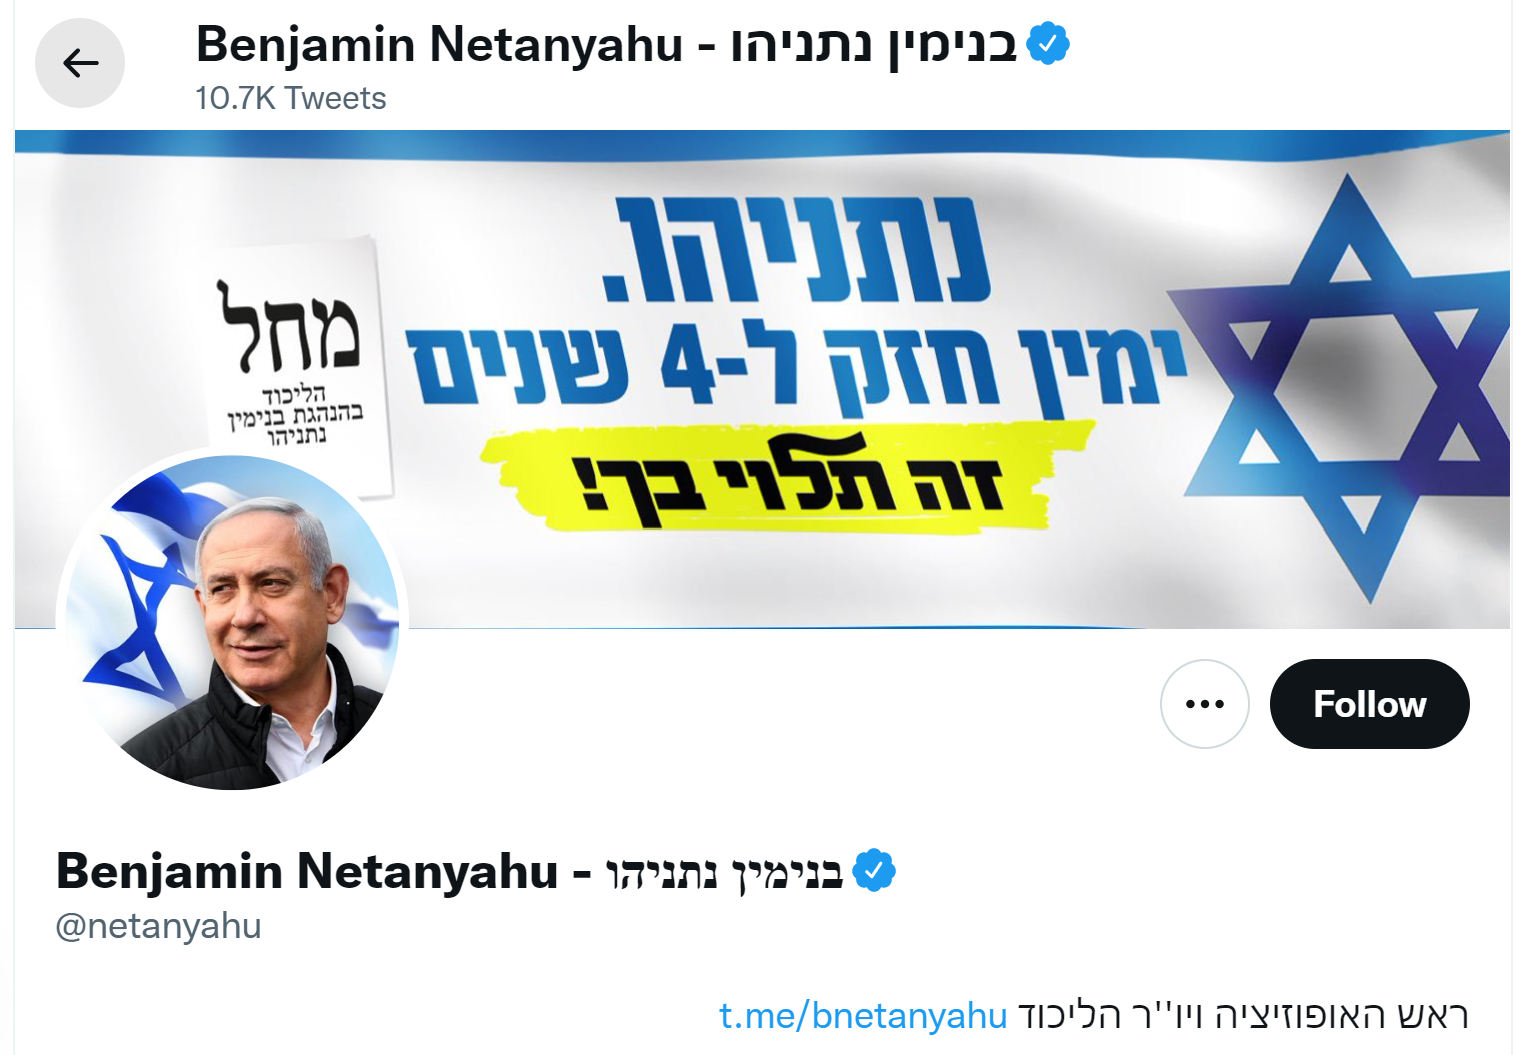 Benjamin Netanyahu - בנימין נתניהו
10.7K Tweets
נתניהו.
ימין חזק ל-4 שנים
זה תלוי בך!
מחל
הליכוד
בהנהגת בנימין
נתניהו
Follow
Benjamin Netanyahu - בנימין נתניהו
@netanyahu
ראש האופוזיציה ויו''ר הליכוד t.me/bnetanyahu